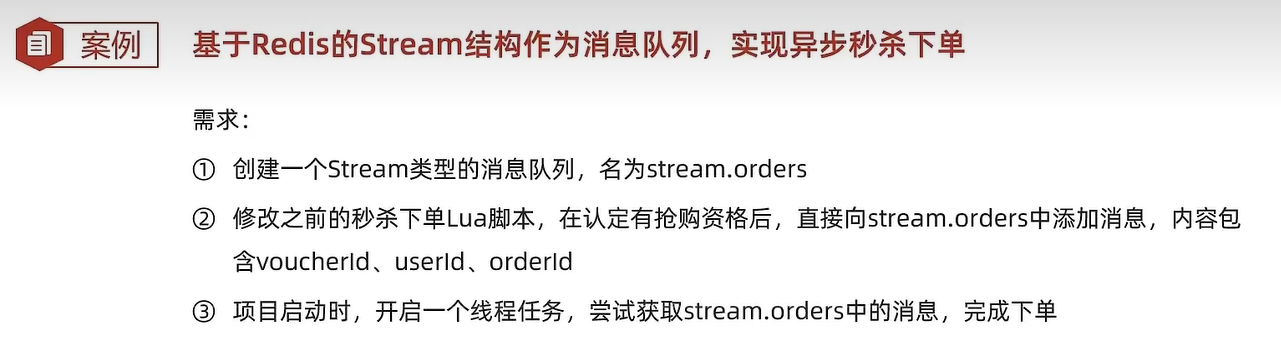 案例
基于Redis的Stream结构作为消息队列，实现异步秒杀下单
需求：
① 创建一个Stream类型的消息队列，名为stream.orders
② 修改之前的秒杀下单Lua脚本，在认定有抢购资格后，直接向stream.orders中添加消息，内容包
含voucherId、userId、orderId
③ 项目启动时，开启一个线程任务，尝试获取stream.orders中的消息，完成下单